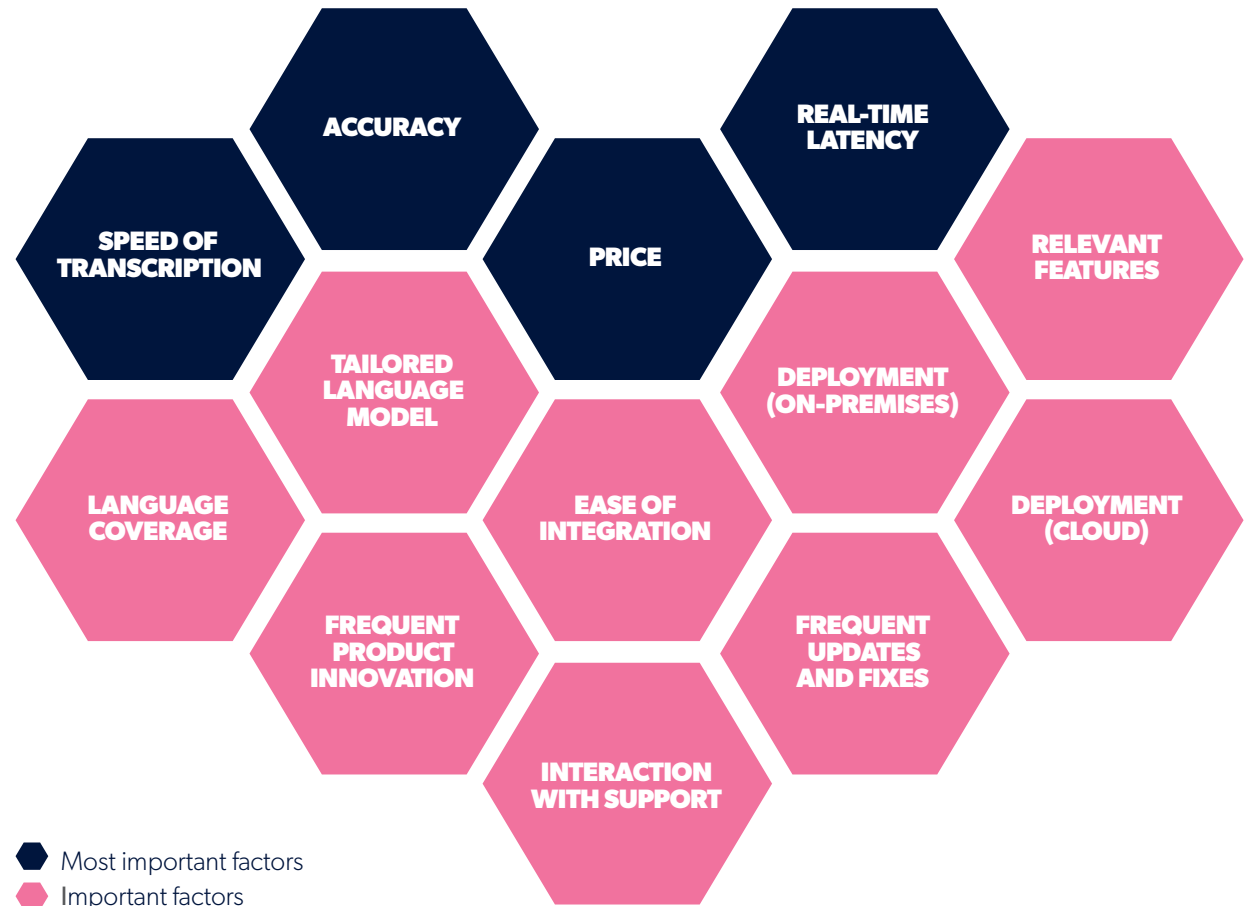 ACCURACY
REAL-TIME
LATENCY
SPEED OF
TRANSCRIPTION
PRICE
RELEVANT
FEATURES
TAILORED
LANGUAGE
MODEL
DEPLOYMENT
(ON-PREMISES)
LANGUAGE
COVERAGE
EASE OF
INTEGRATION
DEPLOYMENT
(CLOUD)
FREQUENT
PRODUCT
INNOVATION
FREQUENT
UPDATES
AND FIXES
INTERACTION
WITH SUPPORT
Most important factors
Important factors